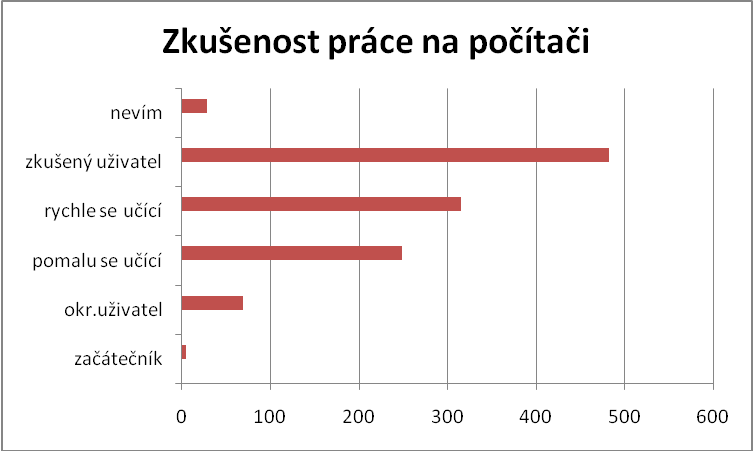 Zkušenost práce na počítači
nevím
zkušený uživatel
rychle se učící
pomalu se učící
okr.uživatel
začátečník
0 100 200 300 400 500 600